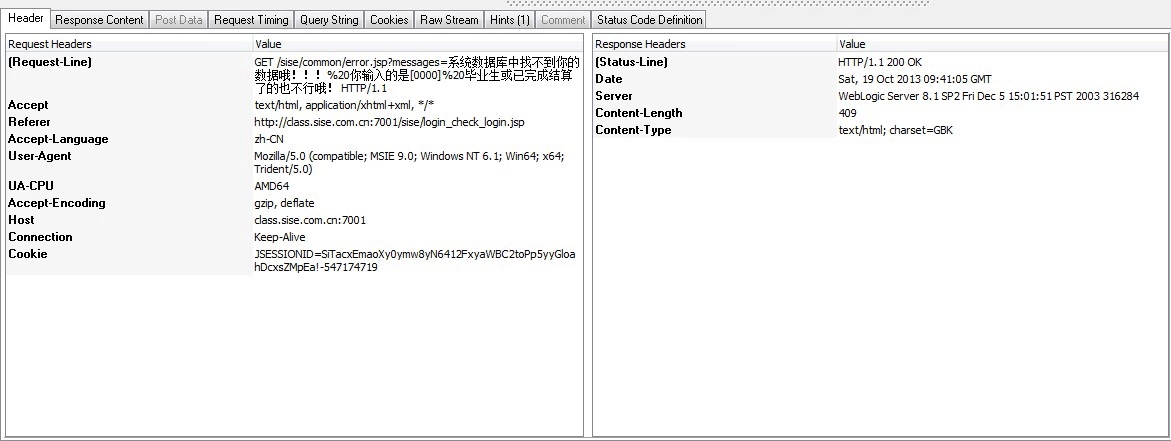 Header Response Content Post Data Request Timing Query String Cookies Raw Stream Hints (1) Comment Status Code Definition
Request Headers Value
(Request-Line) GET /sise/common/error.jsp?messages=系统数据库中找不到你的
数据哦！！！%20你输入的是[0000]%20毕业生或已完成结算
了的也不行哦！ HTTP/1.1
Accept text/html, application/xhtml+xml, */*
Referer http://class.sise.com.cn:7001/sise/login_check_login.jsp
Accept-Language zh-CN
User-Agent Mozilla/5.0 (compatible; MSIE 9.0; Windows NT 6.1; Win64; x64;
Trident/5.0)
UA-CPU AMD64
Accept-Encoding gzip, deflate
Host class.sise.com.cn:7001
Connection Keep-Alive
Cookie JSESSIONID=SiTacxEmaoXy0ymw8yN6412FxyaWBC2toPp5yyGloa
hDcxsZMpEa!-547174719
Response Headers Value
(Status-Line) HTTP/1.1 200 OK
Date Sat, 19 Oct 2013 09:41:05 GMT
Server WebLogic Server 8.1 SP2 Fri Dec 5 15:01:51 PST 2003 316284
Content-Length 409
Content-Type text/html; charset=GBK